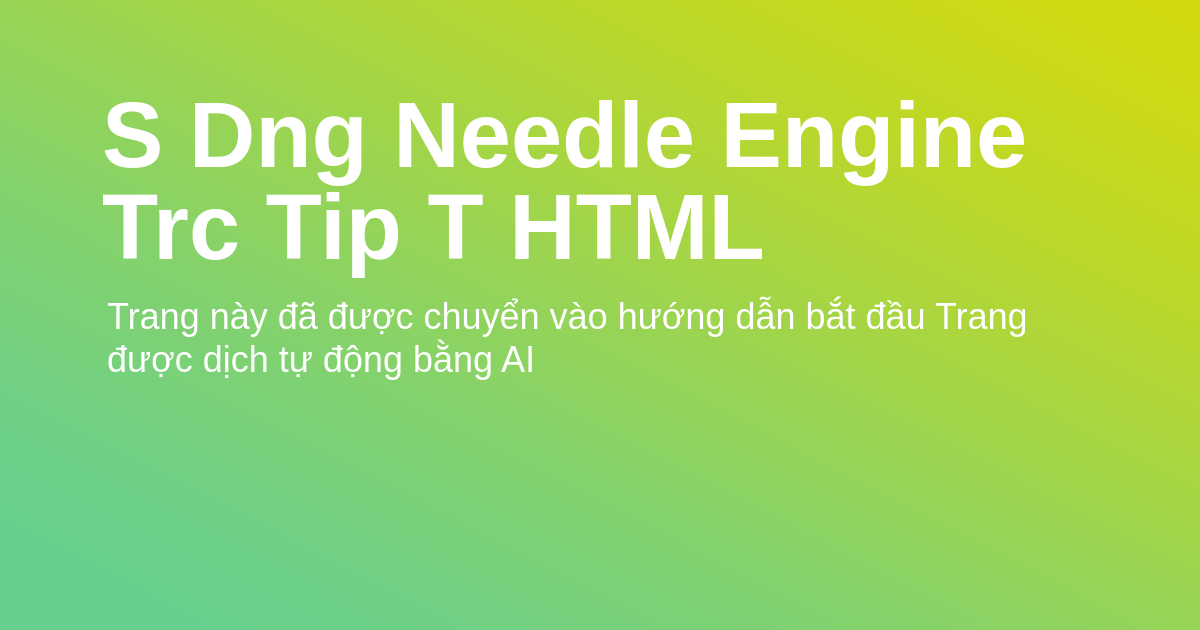 S Dng Needle Engine
Trc Tip T HTML
Trang này đã được chuyển vào hướng dẫn bắt đầu Trang
được dịch tự động bằng AI